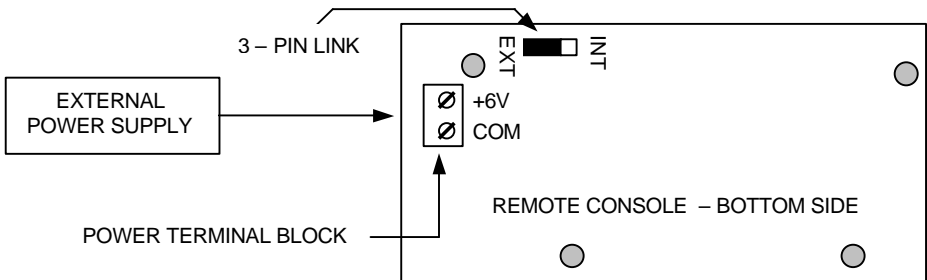 3 – PIN LINK
EXT
INT
EXTERNAL
POWER SUPPLY
+6V
COM
REMOTE CONSOLE – BOTTOM SIDE
POWER TERMINAL BLOCK